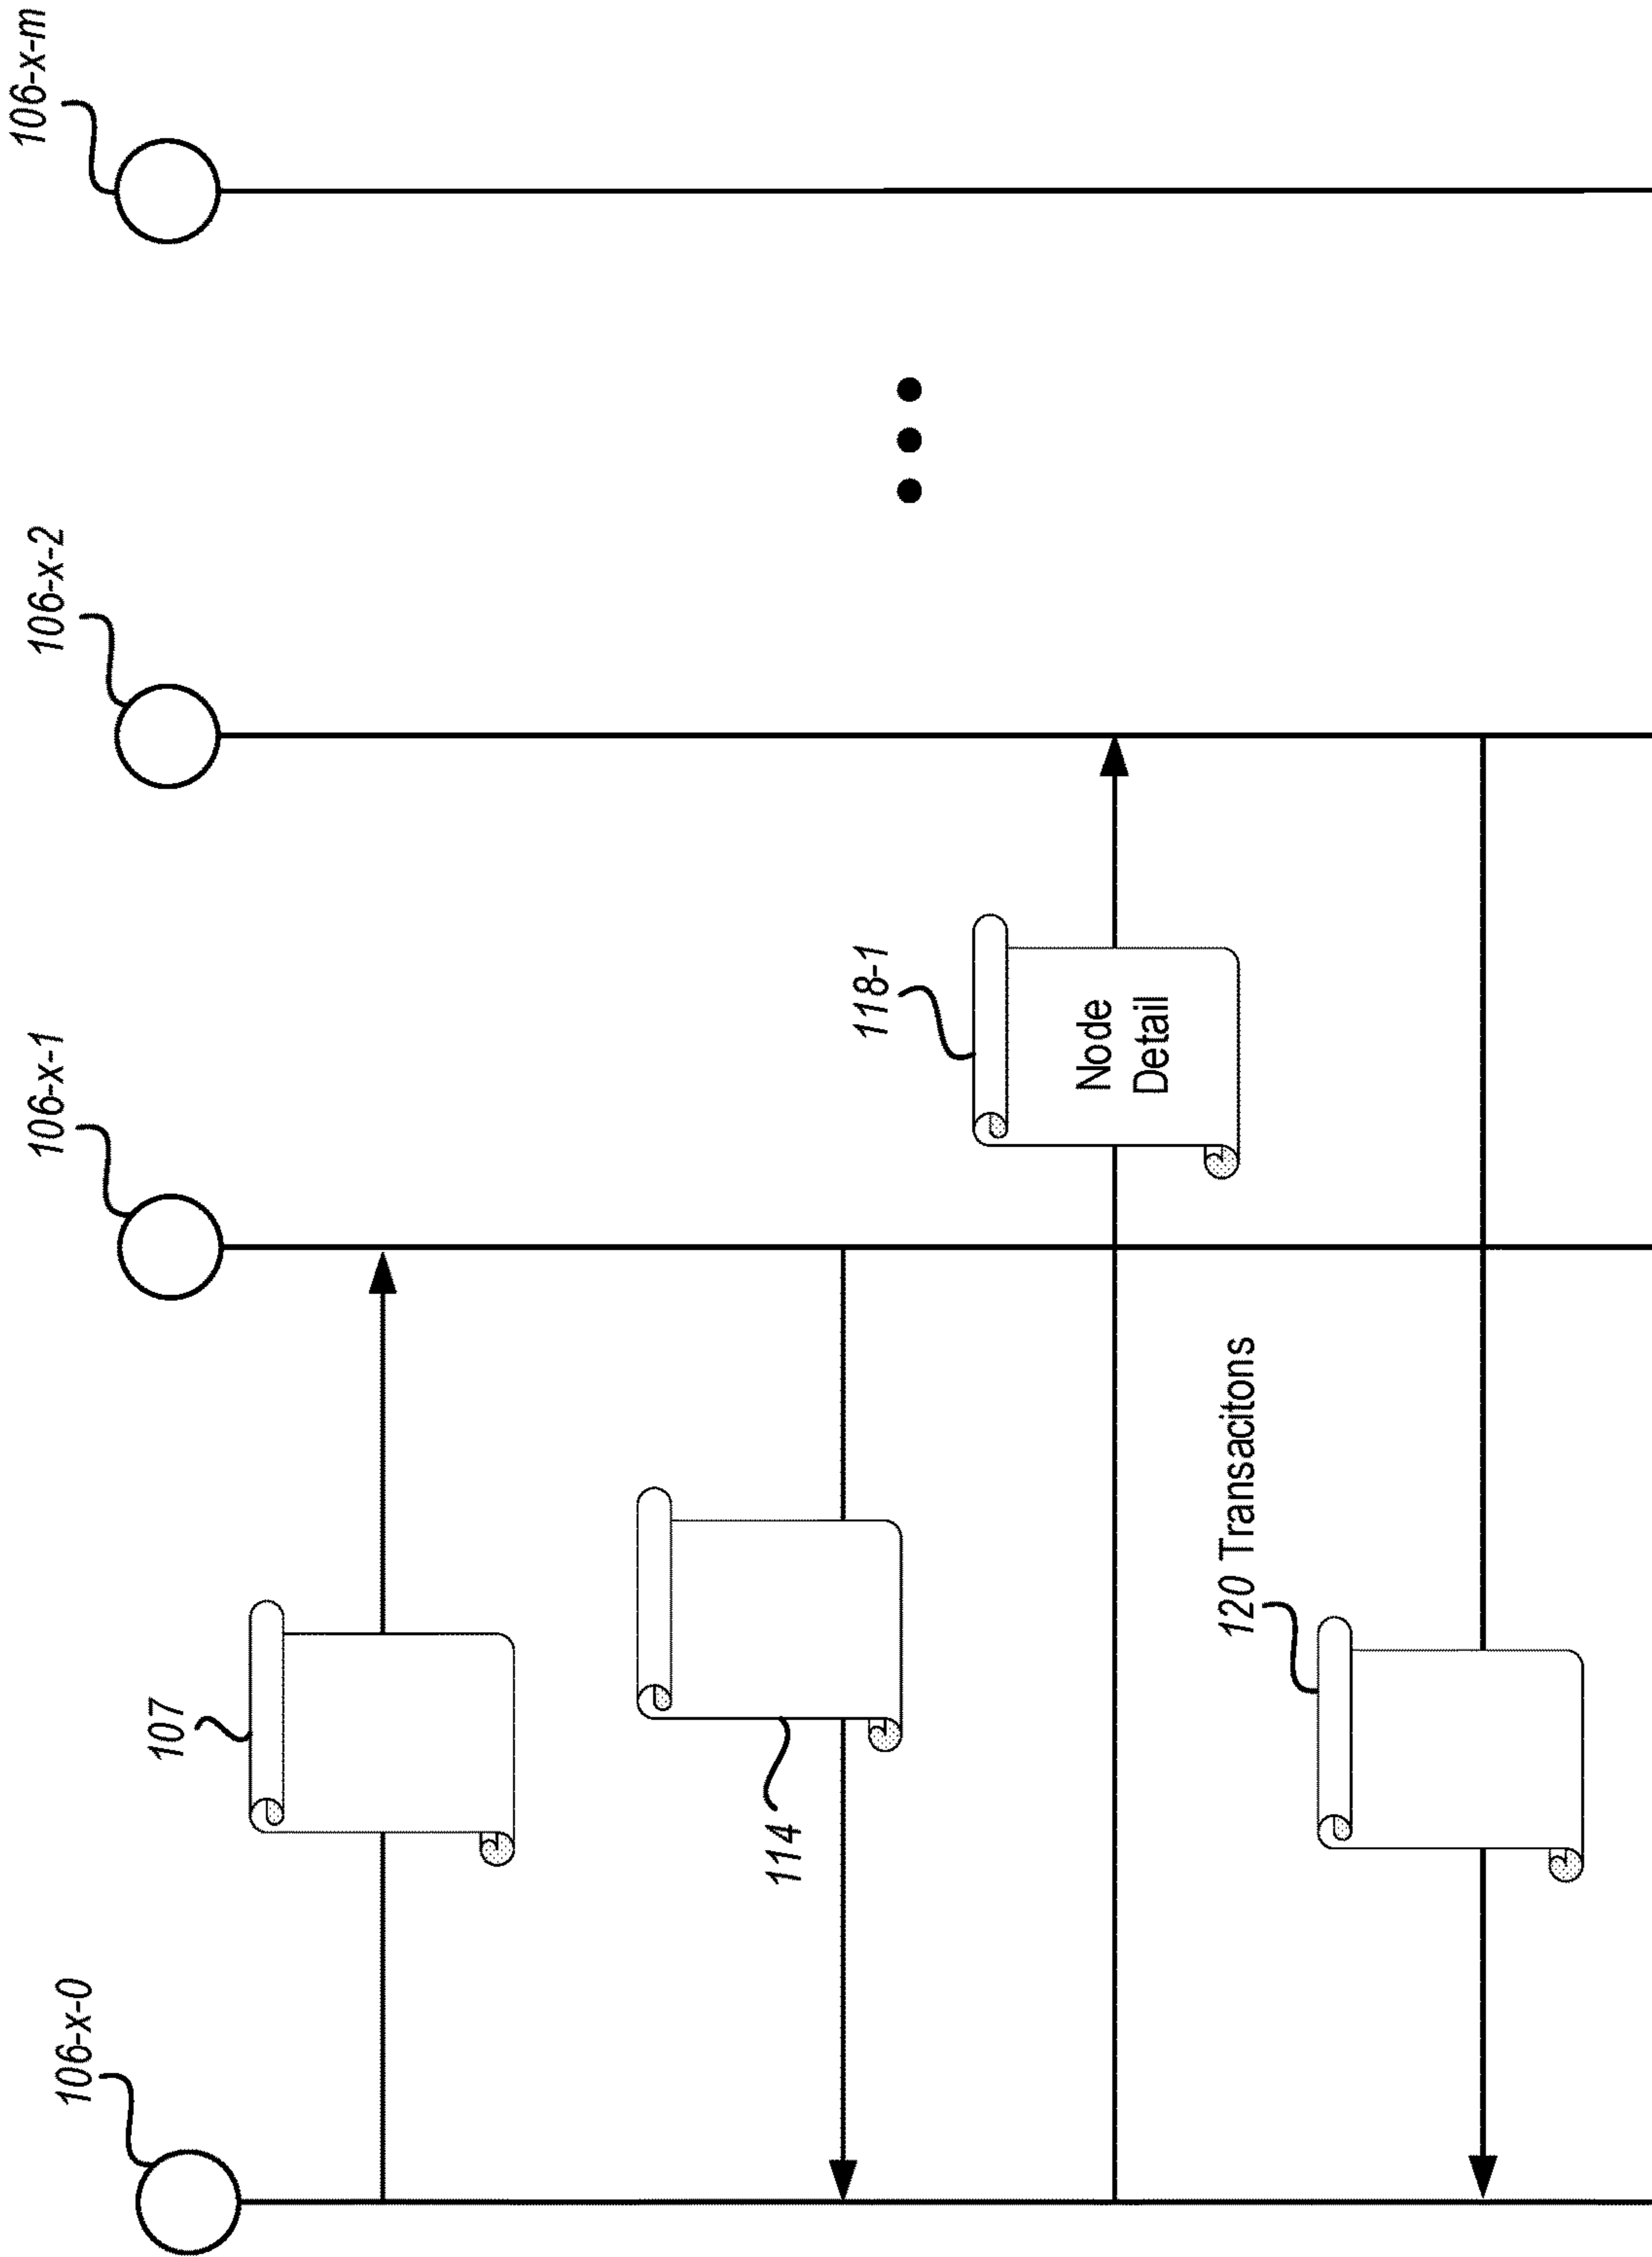 106-x-0
106-x-1
106-x-2
106-x-m
107
114
118-1
Node
Detail
120 Transacitons